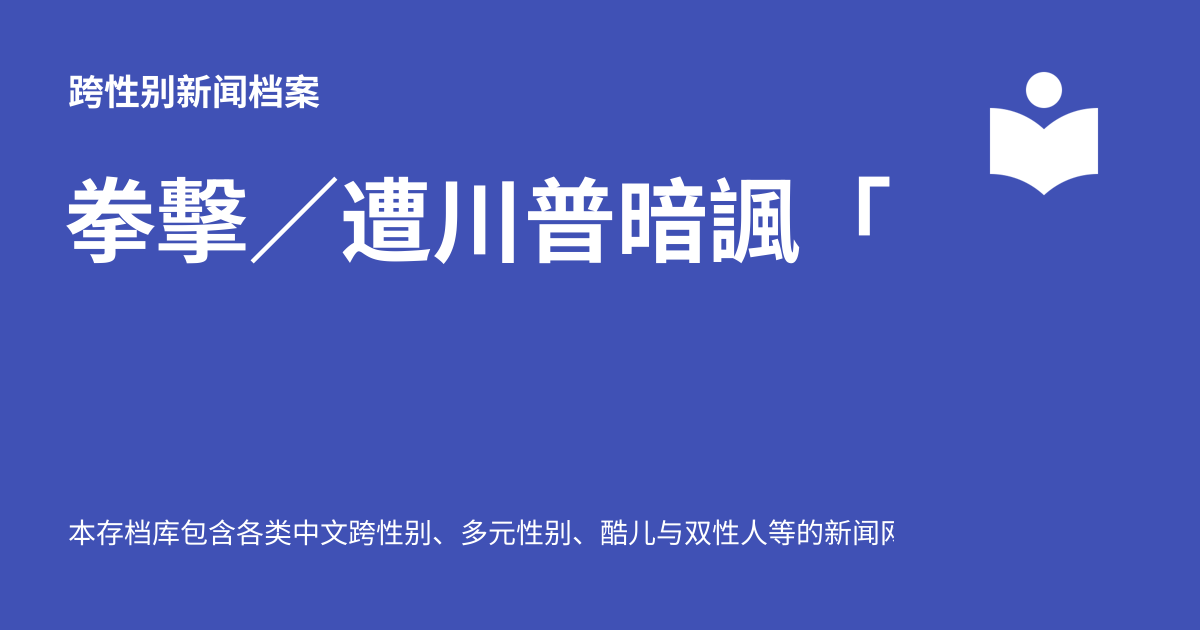 跨性别新闻档案
拳擊／遭川普暗諷「
本存档库包含各类中文跨性别、多元性别、酷儿与双性人等的新闻网